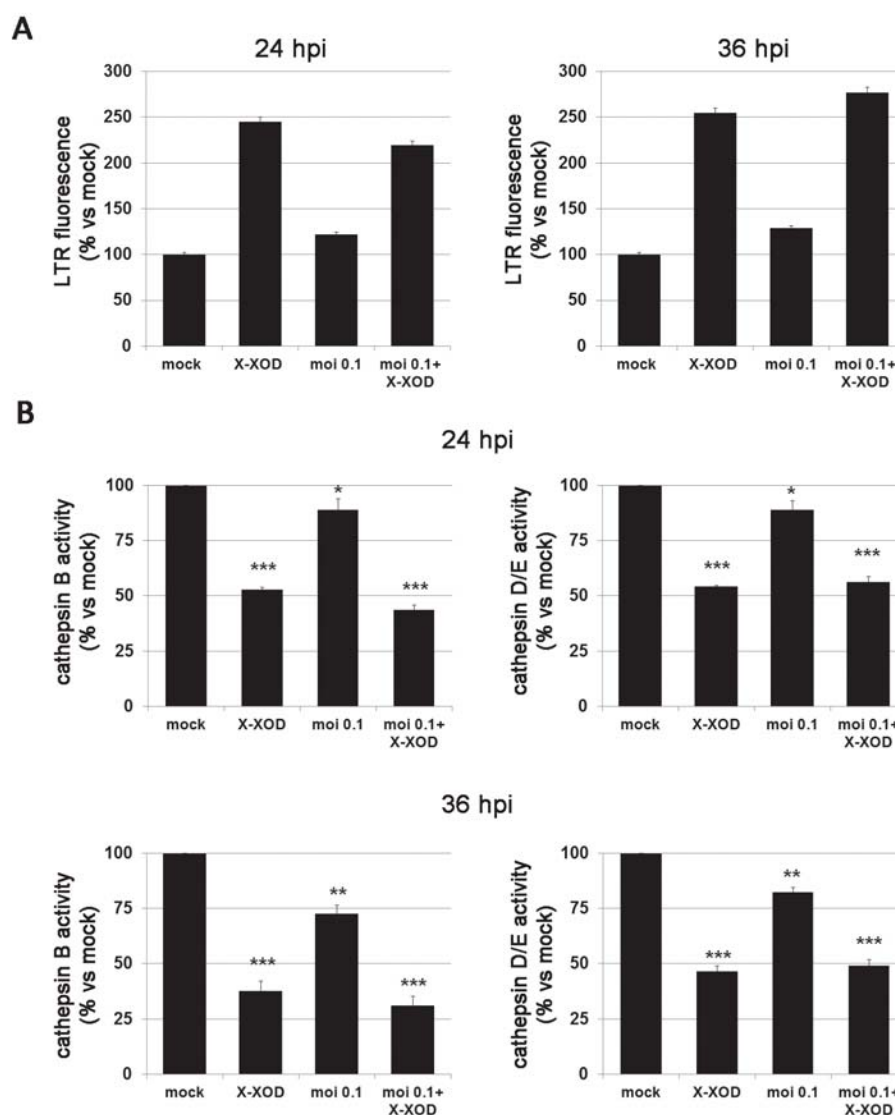 A
24 hpi
LTR fluorescence
(% vs mock)
300
250
200
150
100
50
0
mock
X-XOD
moi 0.1
moi 0.1+
X-XOD
36 hpi
LTR fluorescence
(% vs mock)
300
250
200
150
100
50
0
mock
X-XOD
moi 0.1
moi 0.1+
X-XOD
B
24 hpi
cathepsin B activity
(% vs mock)
100
75
50
25
0
***
*
***
mock
X-XOD
moi 0.1
moi 0.1+
X-XOD
cathepsin D/E activity
(% vs mock)
100
75
50
25
0
***
*
***
mock
X-XOD
moi 0.1
moi 0.1+
X-XOD
36 hpi
cathepsin B activity
(% vs mock)
100
75
50
25
0
***
**
***
mock
X-XOD
moi 0.1
moi 0.1+
X-XOD
cathepsin D/E activity
(% vs mock)
100
75
50
25
0
***
**
***
mock
X-XOD
moi 0.1
moi 0.1+
X-XOD